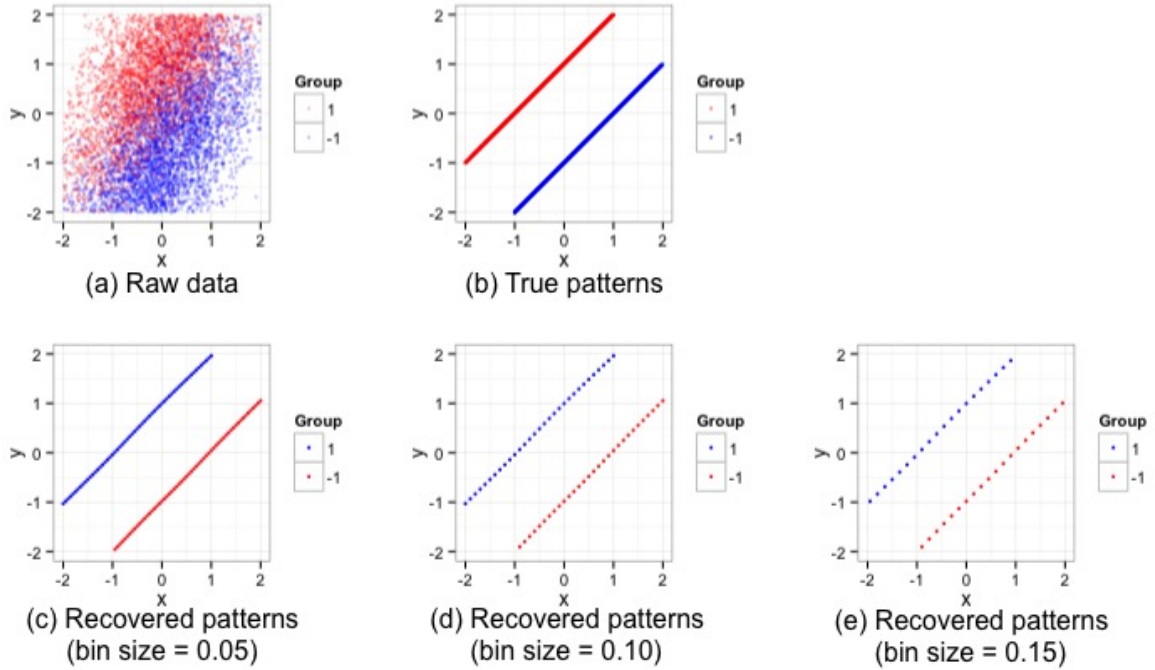 2
1
0
-1
-2
y
-2 -1 0 1 2
x
Group
1
-1
(a) Raw data
2
1
0
-1
-2
y
-2 -1 0 1 2
x
Group
1
-1
(b) True patterns
2
1
0
-1
-2
y
-2 -1 0 1 2
x
Group
1
-1
(c) Recovered patterns
(bin size = 0.05)
2
1
0
-1
-2
y
-2 -1 0 1 2
x
Group
1
-1
(d) Recovered patterns
(bin size = 0.10)
2
1
0
-1
-2
y
-2 -1 0 1 2
x
Group
1
-1
(e) Recovered patterns
(bin size = 0.15)